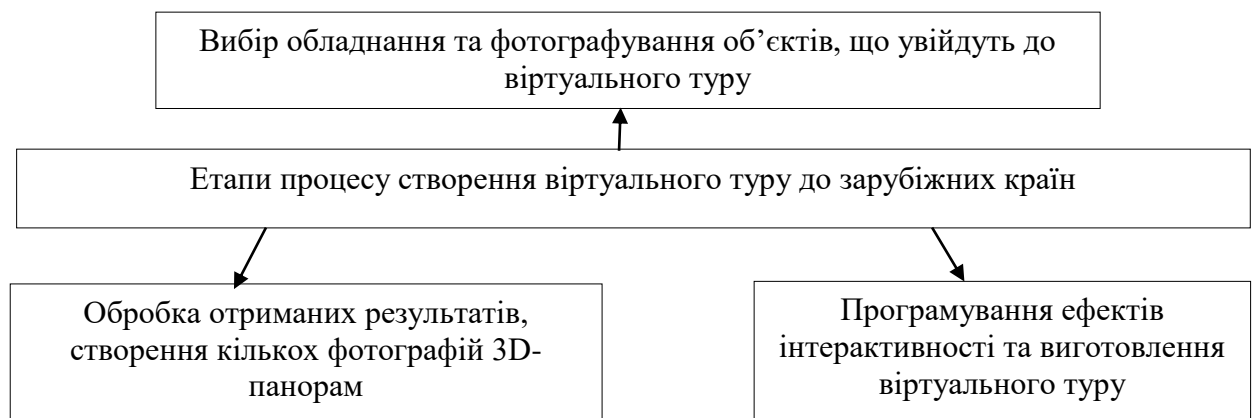 Вибір обладнання та фотографування об’єктів, що увійдуть до
віртуального туру
Етапи процесу створення віртуального туру до зарубіжних країн
Обробка отриманих результатів,
створення кількох фотографій 3D-
панорам
Програмування ефектів
інтерактивності та виготовлення
віртуального туру